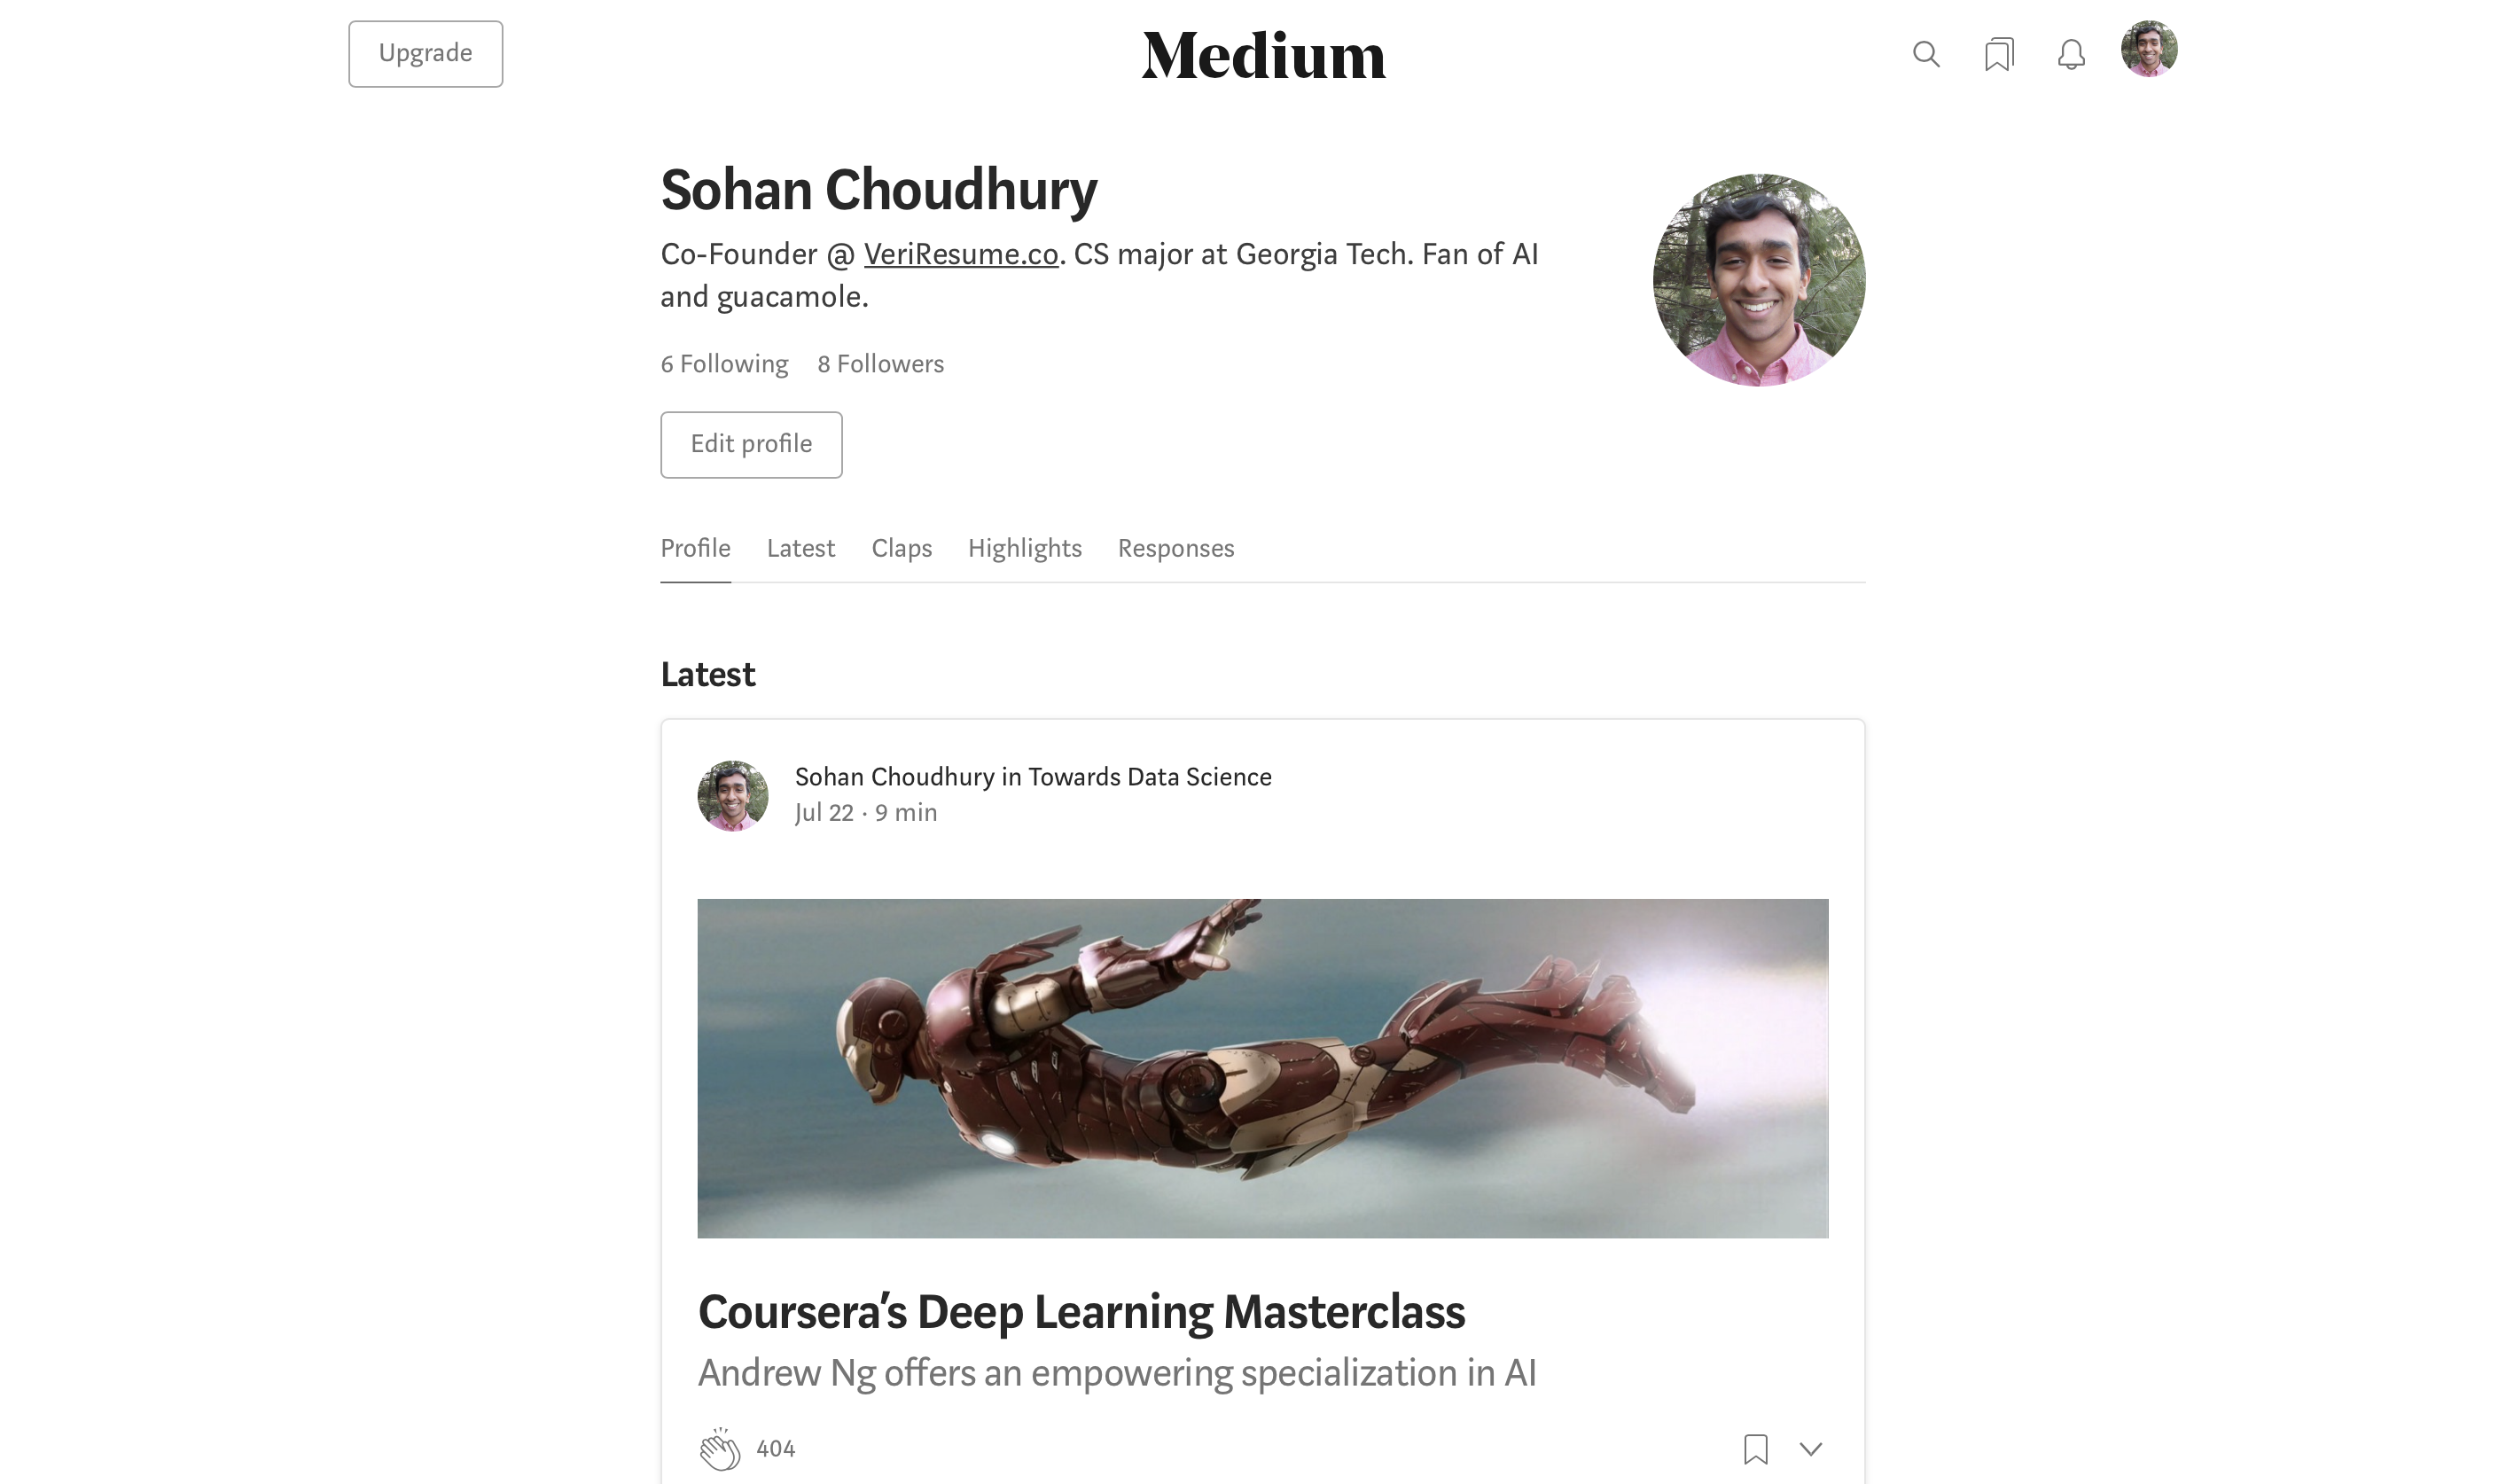 Upgrade
Medium
Sohan Choudhury
Co-Founder @ VeriResume.co. CS major at Georgia Tech. Fan of AI
and guacamole.
6 Following 8 Followers
Edit profile
Profile Latest Claps Highlights Responses
Latest
Sohan Choudhury in Towards Data Science
Jul 22 · 9 min
Coursera’s Deep Learning Masterclass
Andrew Ng offers an empowering specialization in AI
404